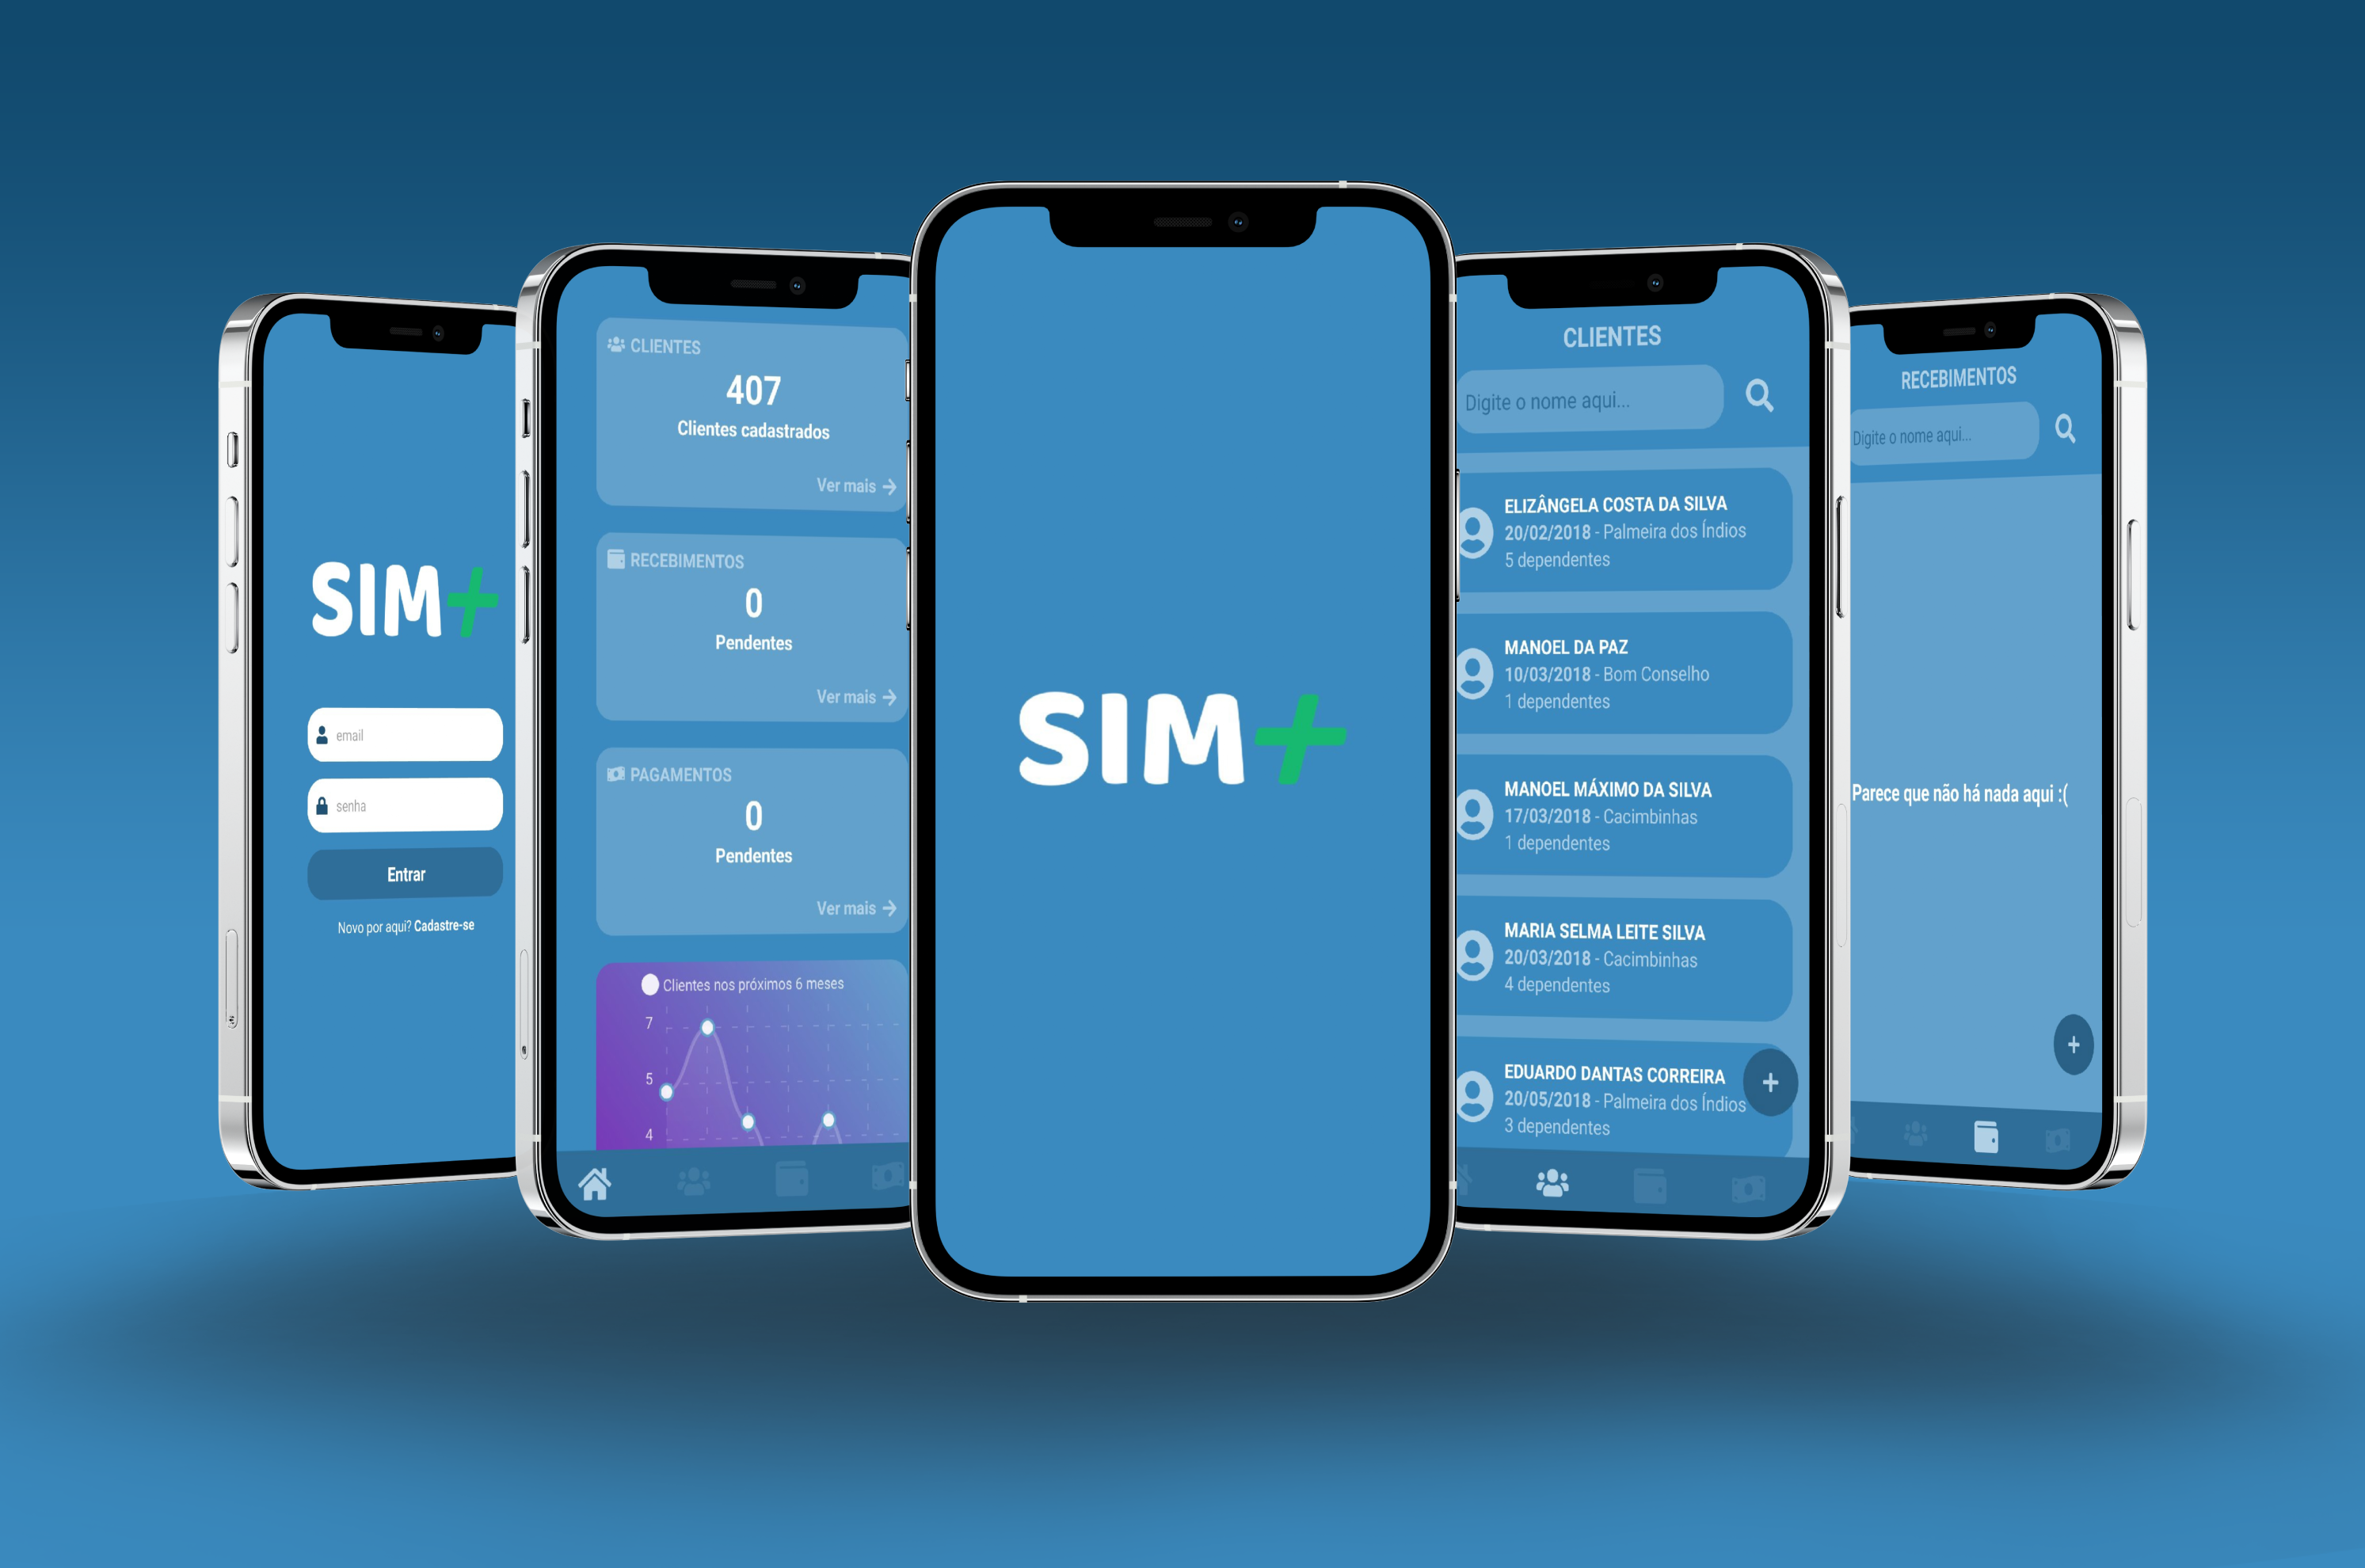 SIM+
email
senha
Entrar
Novo por aqui? Cadastre-se
CLIENTES
407
Clientes cadastrados
Ver mais
RECEBIMENTOS
0
Pendentes
Ver mais
PAGAMENTOS
0
Pendentes
Ver mais
Clientes nos próximos 6 meses
7
5
4
SIM+
CLIENTES
Digite o nome aqui...
ELIZÂNGELA COSTA DA SILVA
20/02/2018 - Palmeira dos Índios
5 dependentes
MANOEL DA PAZ
10/03/2018 - Bom Conselho
1 dependentes
MANOEL MÁXIMO DA SILVA
17/03/2018 - Cacimbinhas
1 dependentes
MARIA SELMA LEITE SILVA
20/03/2018 - Cacimbinhas
4 dependentes
EDUARDO DANTAS CORREIRA
20/05/2018 - Palmeira dos Índios
3 dependentes
+
RECEBIMENTOS
Digite o nome aqui...
Parece que não há nada aqui :(
+